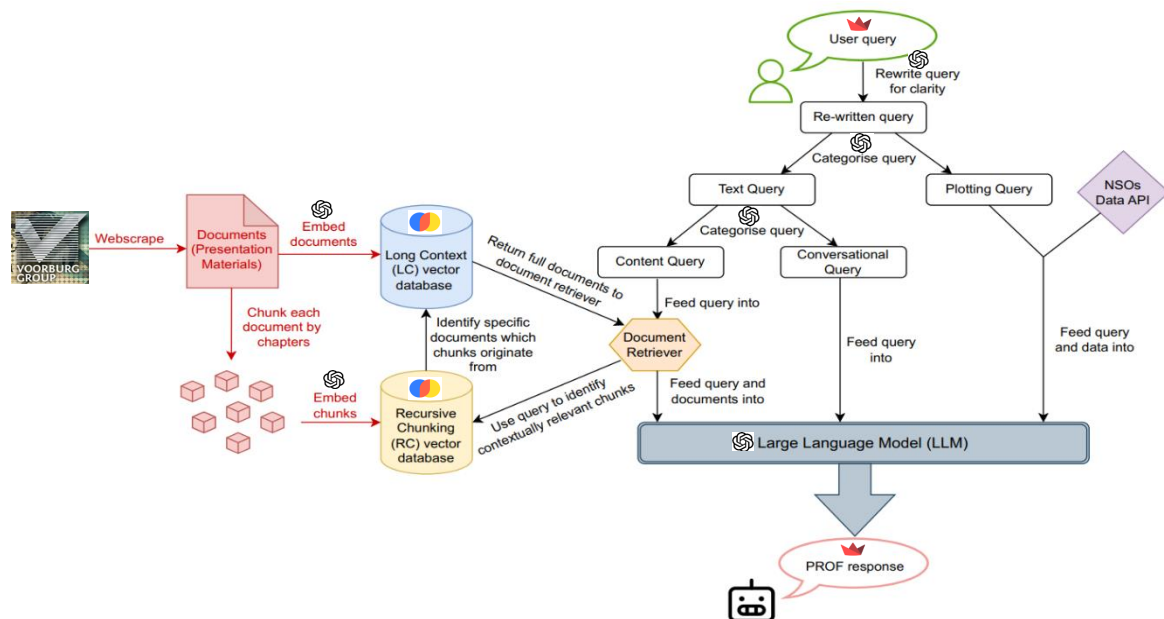 User query
Rewrite query
for clarity
Re-written query
Categorise query
Text Query
Plotting Query
NSOs
Data API
Categorise query
Content Query
Conversational
Query
VOORBURG
GROUP
Webscrape
Documents
(Presentation
Materials)
Embed
documents
Long Context
(LC) vector
database
Return full documents to
document retriever
Feed query into
Chunk each
document by
chapters
Identify specific
documents which
chunks originate
from
Document
Retriever
Feed query
into
Feed query
and data into
Embed
chunks
Recursive
Chunking
(RC) vector
database
Use query to identify
contextually relevant chunks
Feed query and
documents into
Large Language Model (LLM)
PROF response